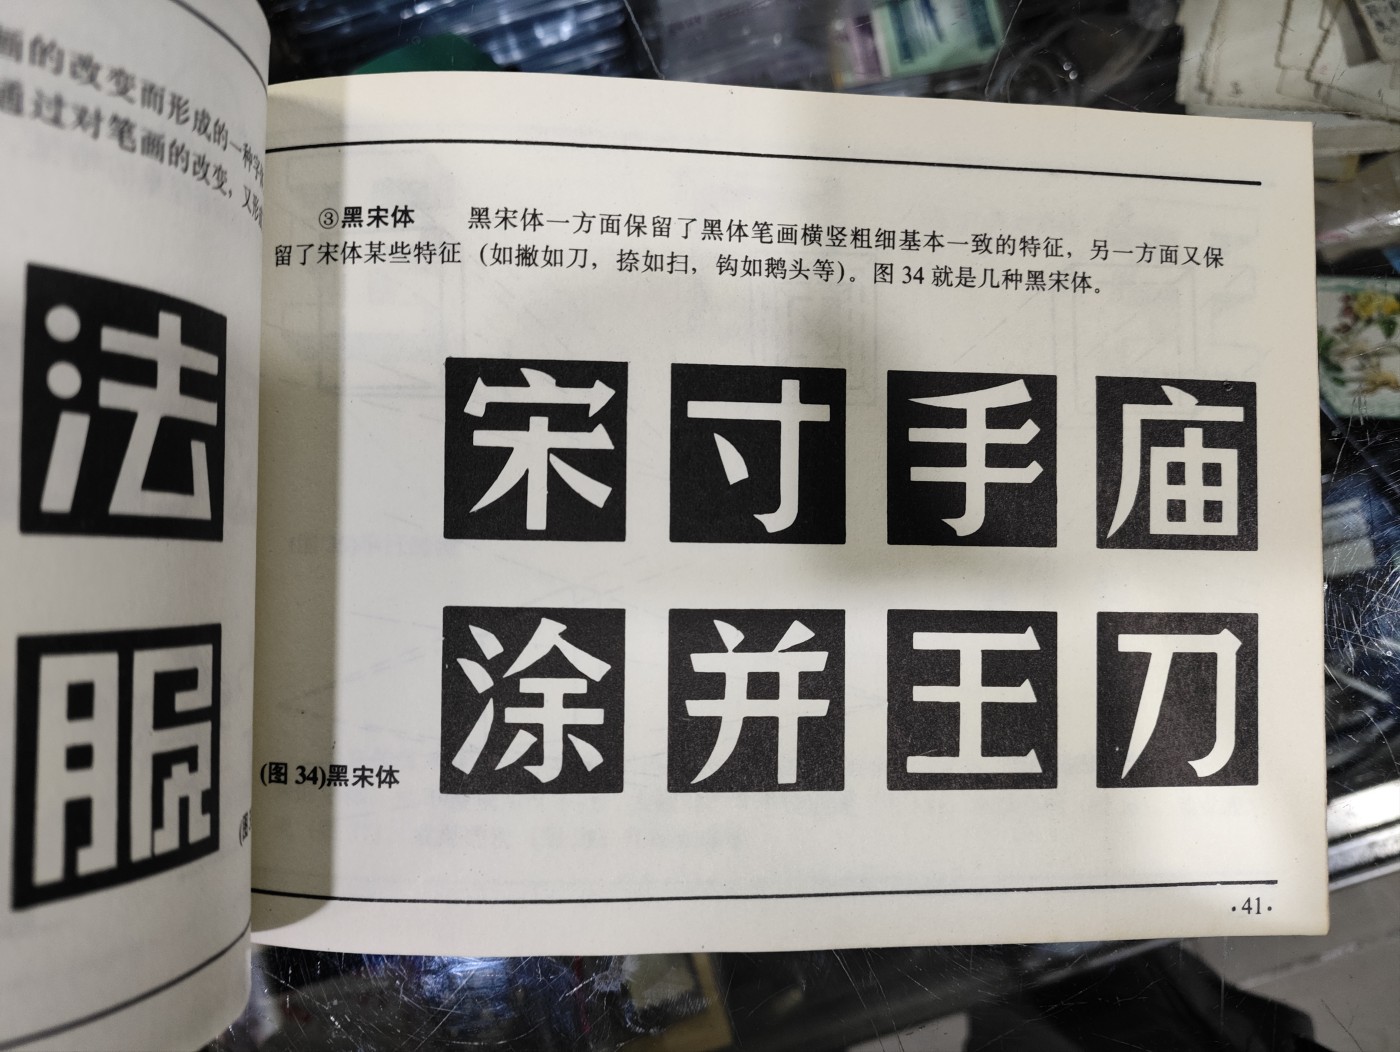 画的改变而形成的一种字
通过对笔画的改变，又形
法
服
③黑宋体　　黑宋体一方面保留了黑体笔画横竖粗细基本一致的特征，另一方面又保
留了宋体某些特征（如撇如刀，捺如扫，钩如鹅头等）。图 34 就是几种黑宋体。
宋 寸 手 庙
涂 并 王 刀
(图 34)黑宋体
·41·